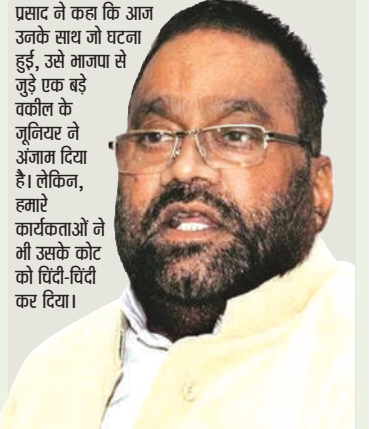 प्रसाद ने कहा कि आज
उनके साथ जो घटना
हुई, उसे भाजपा से
जुड़े एक बड़े
वकील के
जूनियर ने
अंजाम दिया
है। लेकिन,
हमारे
कार्यकताओं ने
भी उसके कोट
को चिंदी-चिंदी
कर दिया।